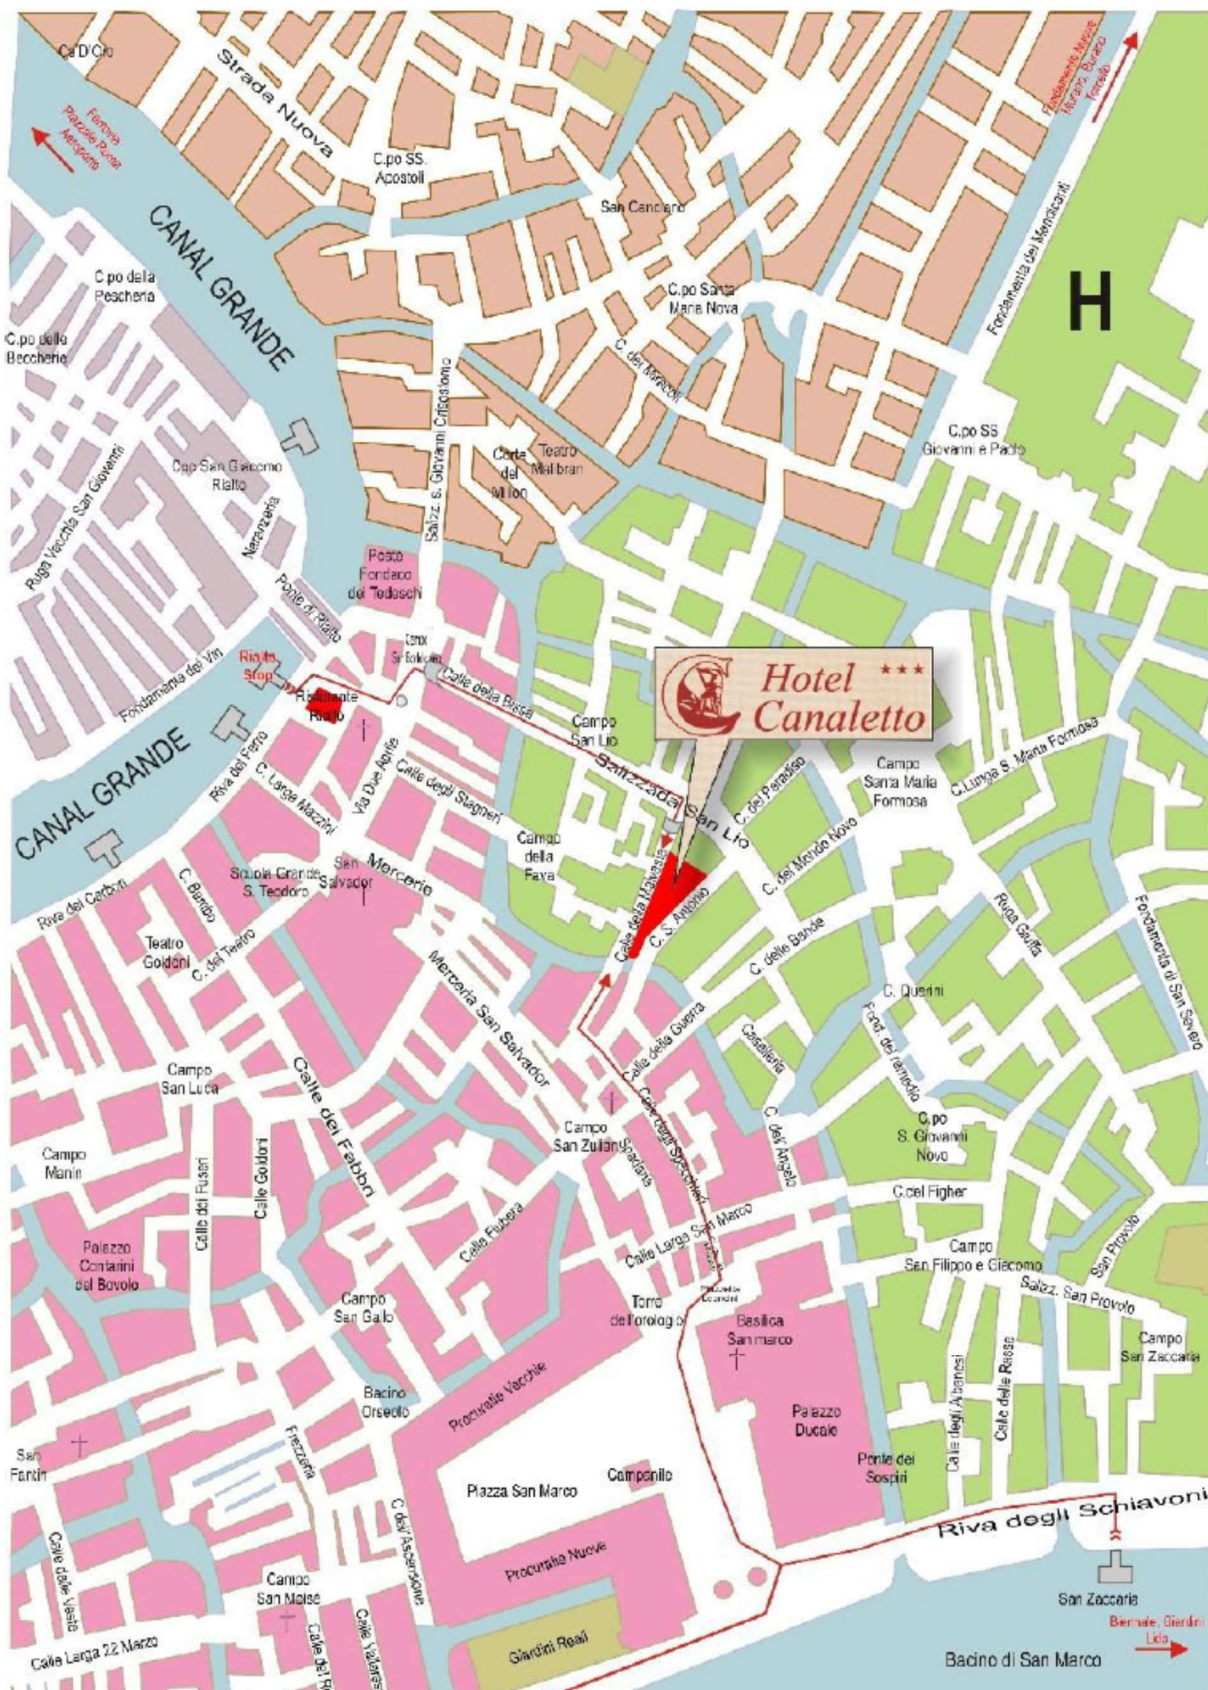 Ca'D'Oro
Strada Nuova
Fondamente Nuove
Murano, Burano
Torcello
Ferrovia
Piazzale Roma
Aeroporto
C.po SS.
Apostoli
San Canciano
CANAL GRANDE
C.po della
Pescheria
C.po Santa
Maria Nova
Fondamenta dei Mendicanti
H
C.po delle
Beccherie
C. dei Miracoli
Salizz. s. Giovanni Crisostomo
C.po SS
Giovanni e Paolo
Corte
del
Milion
Teatro
Malibran
Cpo San Giacomo
Rialto
Ruga Vecchia San Giovanni
Naranzeria
Poste
Fondaco
dei Tedeschi
Ponte di Rialto
Fondamenta del Vin
Rialto
Stop
Ristorante
Rialto
Calle della Bissa
Hotel ***
Canaletto
Campo
San Lio
Salizzada San Lio
C. del Paradiso
Campo
Santa Maria
Formosa
C.Lunga S. Maria Formosa
CANAL GRANDE
Riva del Ferro
C. Larga Mazzini
Via Due Aprile
Calle degli Stagneri
Campo
della
Fava
C. del Mondo Novo
Mercerie
San
Salvador
Scuola Grande
S. Teodoro
Calle della Malvasia
C. S. Antonio
Riva del Carbon
C. Bembo
Teatro
Goldoni
C. del Teatro
C. delle Bande
Ruga Giuffa
Fondamenta di San Severo
Merceria San Salvador
C. Querini
Fond. del remedio
Calle della Guerra
Casselleria
Campo
San Luca
Calle dei Fabbri
Campo
San Zulian
Spadaria
Calle degli Specchieri
C. dell'Angelo
C.po
S. Giovanni
Novo
Campo
Manin
Calle dei Fuseri
Calle Goldoni
Calle Fiubera
Calle Larga San Marco
C.del Figher
Palazzo
Contarini
del Bovolo
Campo
San Filippo e Giacomo
San Provolo
Salizz. San Provolo
Campo
San Gallo
Torre
dell'orologio
Piazzetta
Leoncini
Basilica
San marco
Campo
San Zaccaria
Bacino
Orseolo
Procuratie Vecchie
Palazzo
Ducale
Calle degli Albanesi
Calle delle Rasse
San
Fantin
Frezzeria
Piazza San Marco
Campanile
Ponte dei
Sospiri
Riva degli Schiavoni
C. dell'Ascensione
Procuratie Nuove
Campo
San Moisè
San Zaccaria
Calle Larga 22 Marzo
Giardini Reali
Biennale, Giardini
Lido
Bacino di San Marco